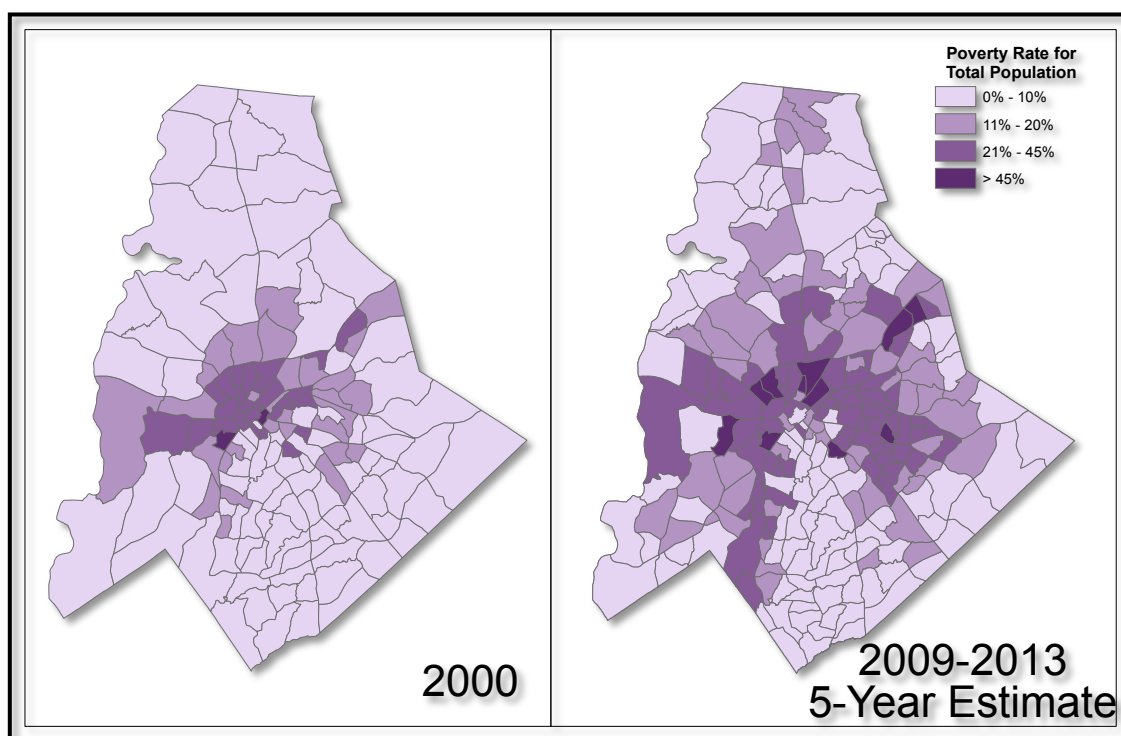 Poverty Rate for
Total Population
0% - 10%
11% - 20%
21% - 45%
> 45%
2000
2009-2013
5-Year Estimate